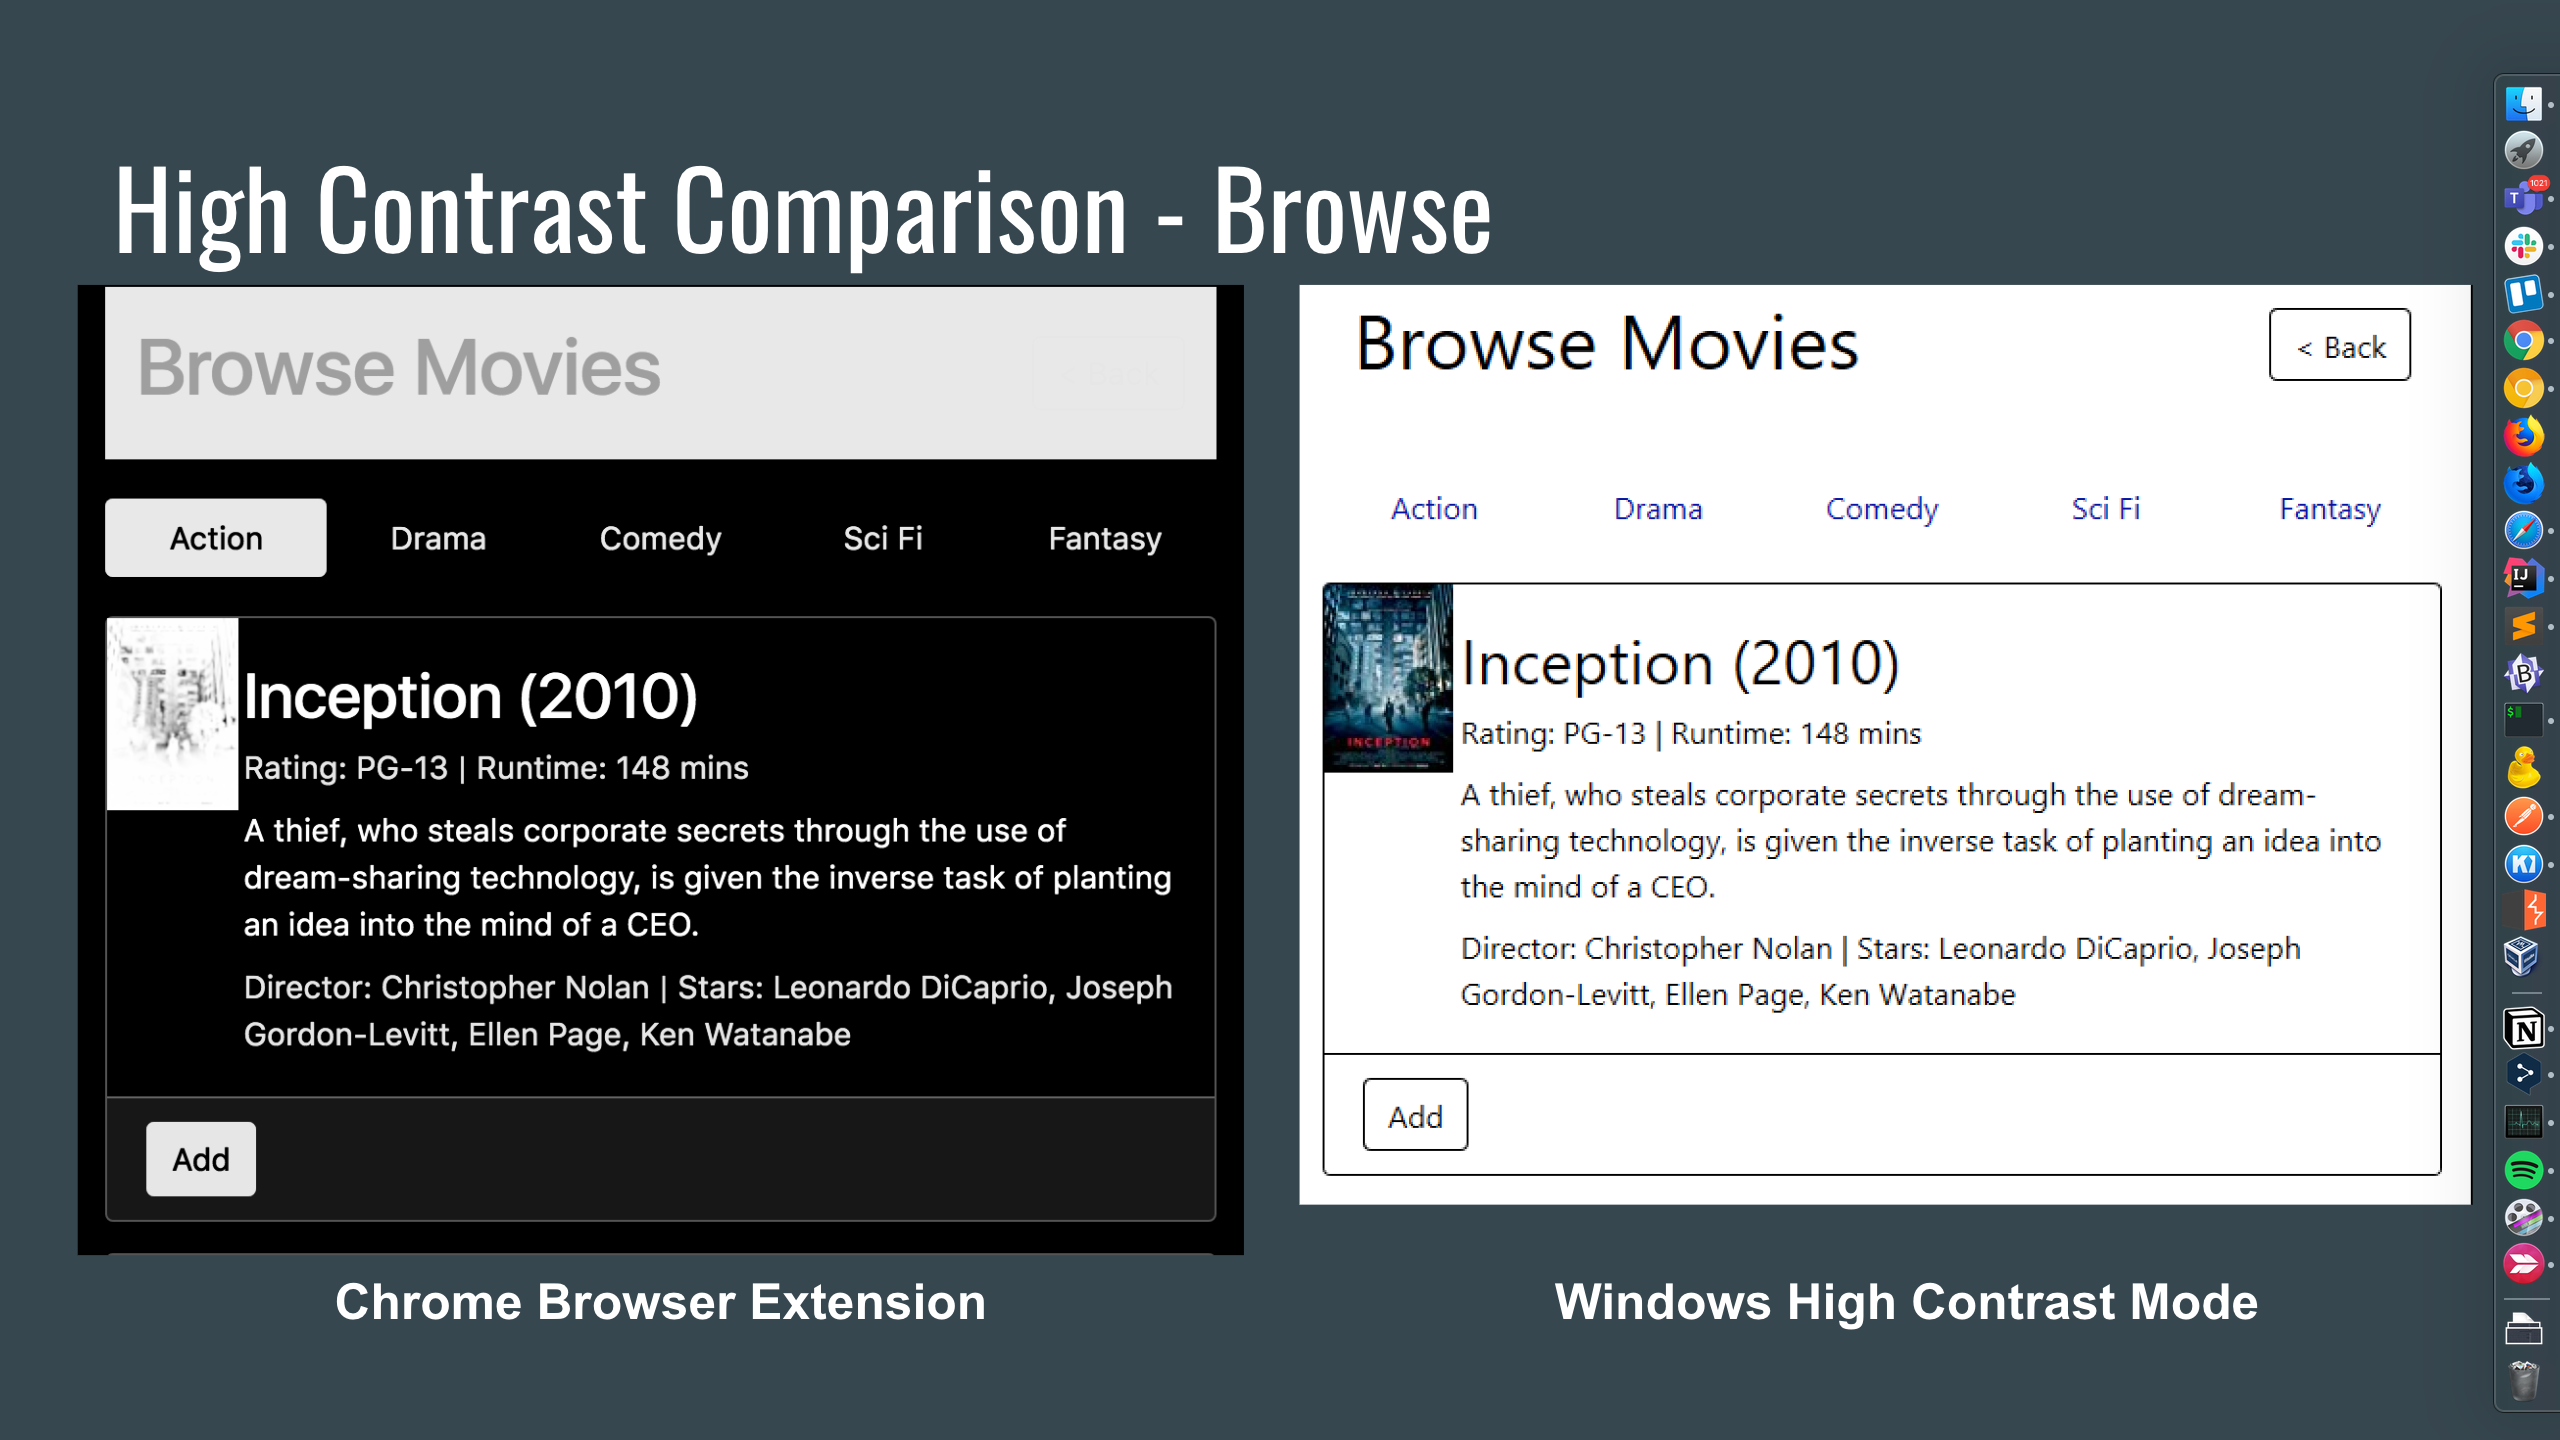 High Contrast Comparison - Browse
Browse Movies
Action Drama Comedy Sci Fi Fantasy
Inception (2010)
Rating: PG-13 | Runtime: 148 mins
A thief, who steals corporate secrets through the use of
dream-sharing technology, is given the inverse task of planting
an idea into the mind of a CEO.
Director: Christopher Nolan | Stars: Leonardo DiCaprio, Joseph
Gordon-Levitt, Ellen Page, Ken Watanabe
Add
Chrome Browser Extension
Browse Movies
< Back
Action Drama Comedy Sci Fi Fantasy
INCEPTION
Inception (2010)
Rating: PG-13 | Runtime: 148 mins
A thief, who steals corporate secrets through the use of dream-
sharing technology, is given the inverse task of planting an idea into
the mind of a CEO.
Director: Christopher Nolan | Stars: Leonardo DiCaprio, Joseph
Gordon-Levitt, Ellen Page, Ken Watanabe
Add
Windows High Contrast Mode
1021
T
IJ
B
$
K
N